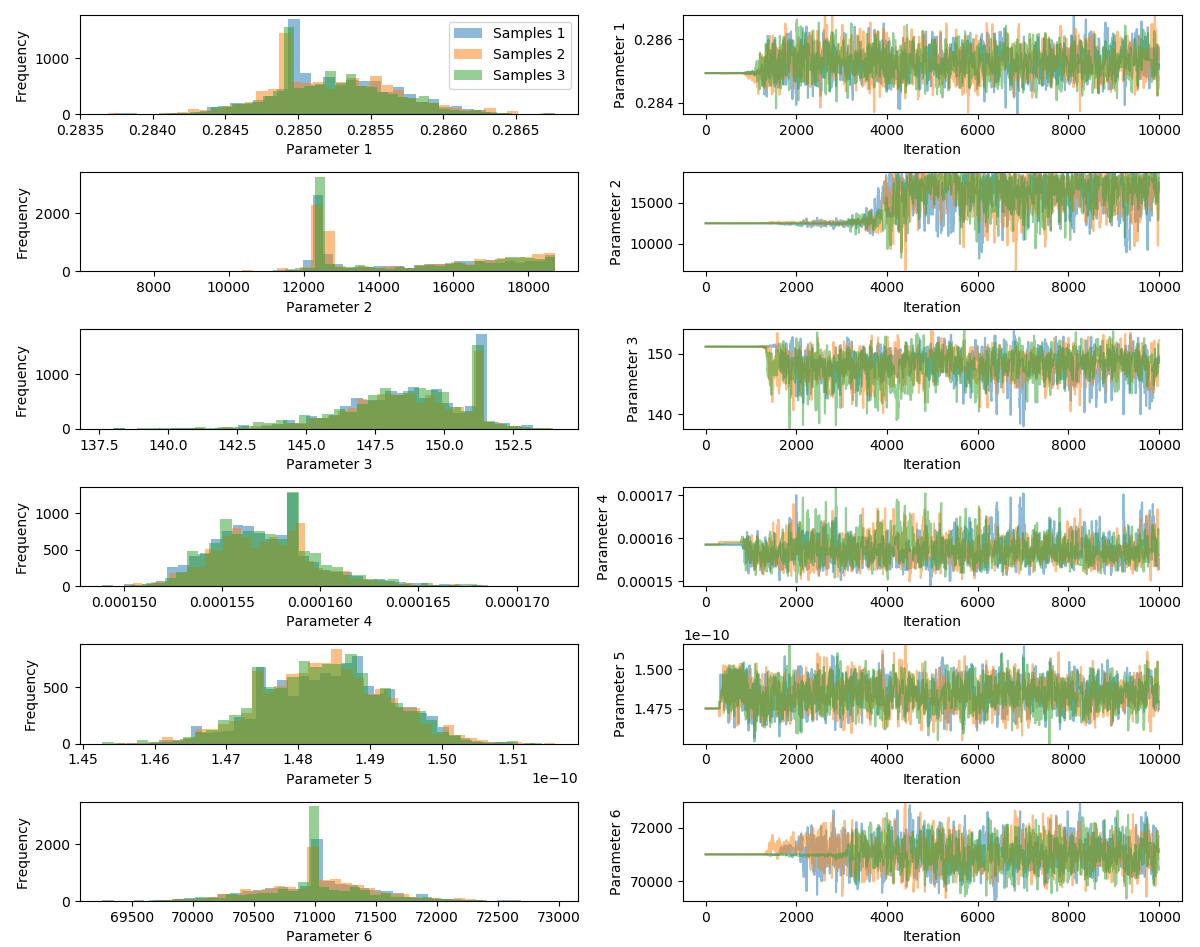 Frequency
1000
0
0.2835 0.2840 0.2845 0.2850 0.2855 0.2860 0.2865
Parameter 1
Samples 1
Samples 2
Samples 3
Parameter 1
0.286
0.284
0 2000 4000 6000 8000 10000
Iteration
Frequency
2000
0
8000 10000 12000 14000 16000 18000
Parameter 2
Parameter 2
15000
10000
0 2000 4000 6000 8000 10000
Iteration
Frequency
1000
0
137.5 140.0 142.5 145.0 147.5 150.0 152.5
Parameter 3
Parameter 3
150
140
0 2000 4000 6000 8000 10000
Iteration
Frequency
1000
500
0
0.000150 0.000155 0.000160 0.000165 0.000170
Parameter 4
Parameter 4
0.00017
0.00016
0.00015
0 2000 4000 6000 8000 10000
Iteration
Frequency
500
0
1.45 1.46 1.47 1.48 1.49 1.50 1.51
Parameter 5
1e−10
Parameter 5
1e−10
1.500
1.475
0 2000 4000 6000 8000 10000
Iteration
Frequency
2000
0
69500 70000 70500 71000 71500 72000 72500 73000
Parameter 6
Parameter 6
72000
70000
0 2000 4000 6000 8000 10000
Iteration